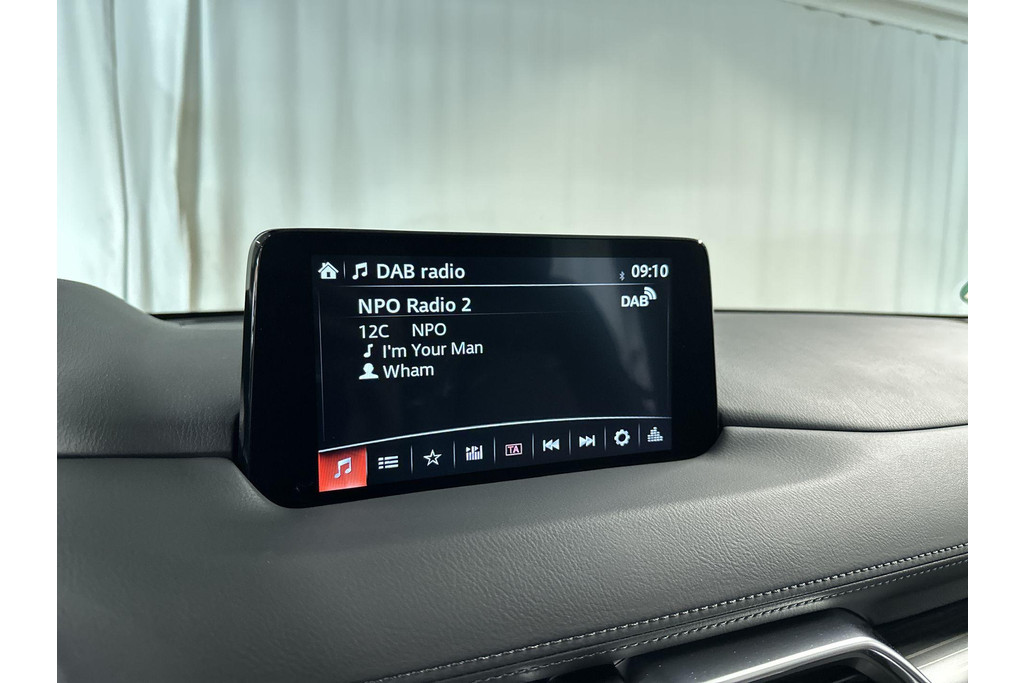 DAB radio
09:10
NPO Radio 2
DAB
12C NPO
I'm Your Man
Wham
TA